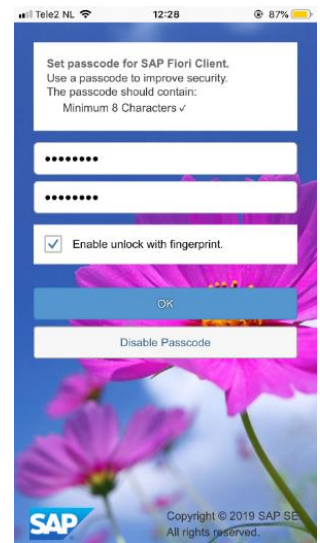 Tele2 NL 12:28 87%
Set passcode for SAP Fiori Client.
Use a passcode to improve security.
The passcode should contain:
Minimum 8 Characters ✓
••••••••
••••••••
Enable unlock with fingerprint.
OK
Disable Passcode
SAP
Copyright © 2019 SAP SE
All rights reserved.